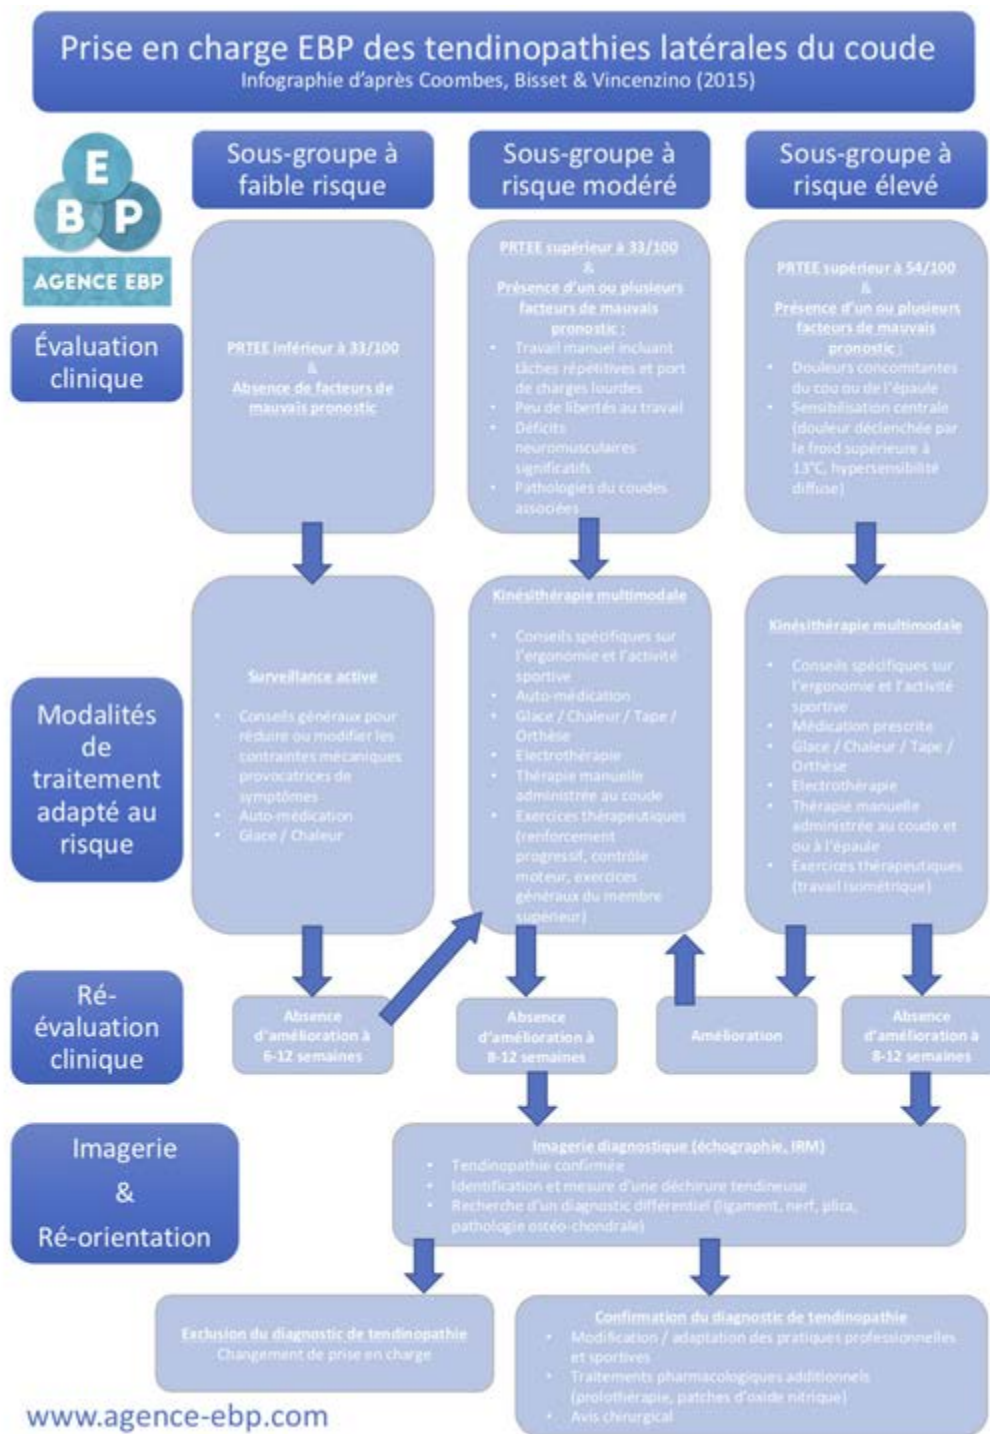 Prise en charge EBP des tendinopathies latérales du coude
Infographie d'après Coombes, Bisset & Vincenzino (2015)
E
B P
AGENCE EBP
Sous-groupe à
faible risque
Sous-groupe à
risque modéré
Sous-groupe à
risque élevé
Évaluation
clinique
PRTEE inférieur à 33/100
&
Absence de facteurs de
mauvais pronostic
PRTEE supérieur à 33/100
&
Présence d'un ou plusieurs
facteurs de mauvais
pronostic :
• Travail manuel incluant
tâches répétitives et port
de charges lourdes
• Peu de libertés au travail
• Déficits
neuromusculaires
significatifs
• Pathologies du coudes
associées
PRTEE supérieur à 54/100
&
Présence d'un ou plusieurs
facteurs de mauvais
pronostic :
• Douleurs concomitantes
du cou ou de l'épaule
• Sensibilisation centrale
(douleur déclenchée par
le froid supérieure à
13°C, hypersensibilité
diffuse)
Modalités
de
traitement
adapté au
risque
Surveillance active
• Conseils généraux pour
réduire ou modifier les
contraintes mécaniques
provocatrices de
symptômes
• Auto-médication
• Glace / Chaleur
Kinésithérapie multimodale
• Conseils spécifiques sur
l'ergonomie et l'activité
sportive
• Auto-médication
• Glace / Chaleur / Tape /
Orthèse
• Electrothérapie
• Thérapie manuelle
administrée au coude
• Exercices thérapeutiques
(renforcement
progressif, contrôle
moteur, exercices
généraux du membre
supérieur)
Kinésithérapie multimodale
• Conseils spécifiques sur
l'ergonomie et l'activité
sportive
• Médication prescrite
• Glace / Chaleur / Tape /
Orthèse
• Electrothérapie
• Thérapie manuelle
administrée au coude et
ou à l'épaule
• Exercices thérapeutiques
(travail isométrique)
Ré-
évaluation
clinique
Absence
d'amélioration à
6-12 semaines
Absence
d'amélioration à
8-12 semaines
Amélioration
Absence
d'amélioration à
8-12 semaines
Imagerie
&
Ré-orientation
Imagerie diagnostique (échographie, IRM)
• Tendinopathie confirmée
• Identification et mesure d'une déchirure tendineuse
• Recherche d'un diagnostic différentiel (ligament, nerf, plica,
pathologie ostéo-chondrale)
Exclusion du diagnostic de tendinopathie
Changement de prise en charge
Confirmation du diagnostic de tendinopathie
• Modification / adaptation des pratiques professionnelles
et sportives
• Traitements pharmacologiques additionnels
(prolothérapie, patches d'oxide nitrique)
• Avis chirurgical
www.agence-ebp.com